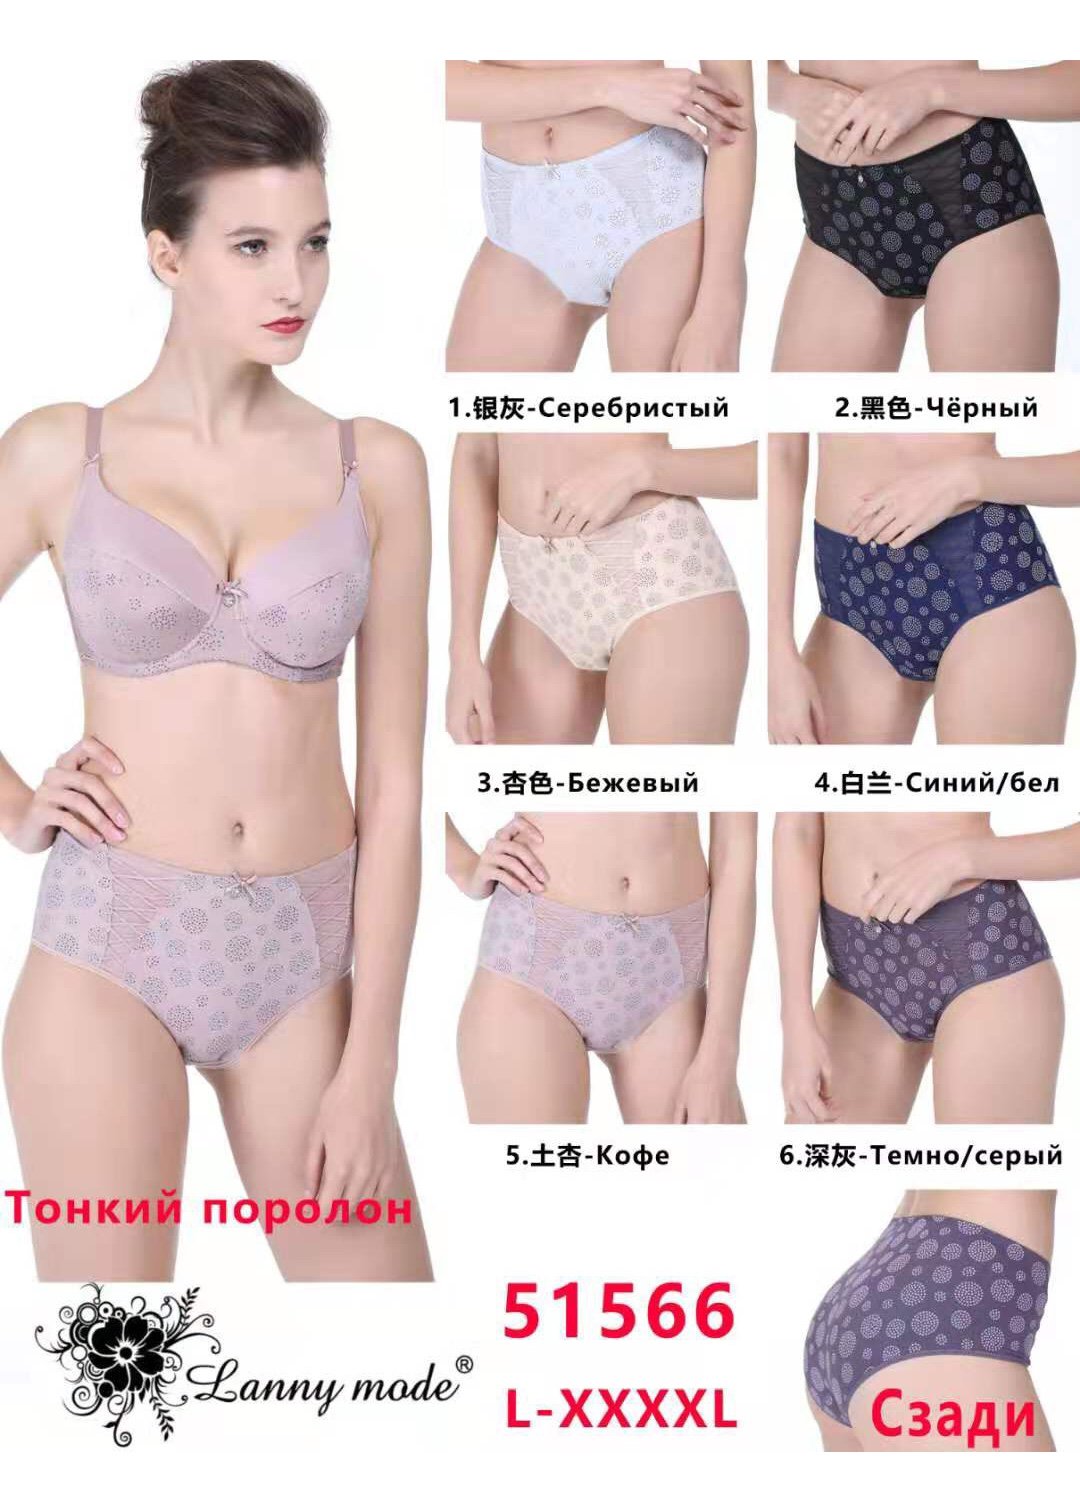 1.银灰-Серебристый
2.黑色-Чёрный
3.杏色-Бежевый
4.白兰-Синий/бел
5.土杏-Кофе
6.深灰-Темно/серый
Тонкий поролон
Lanny mode®
51566
L-XXXXL
Сзади